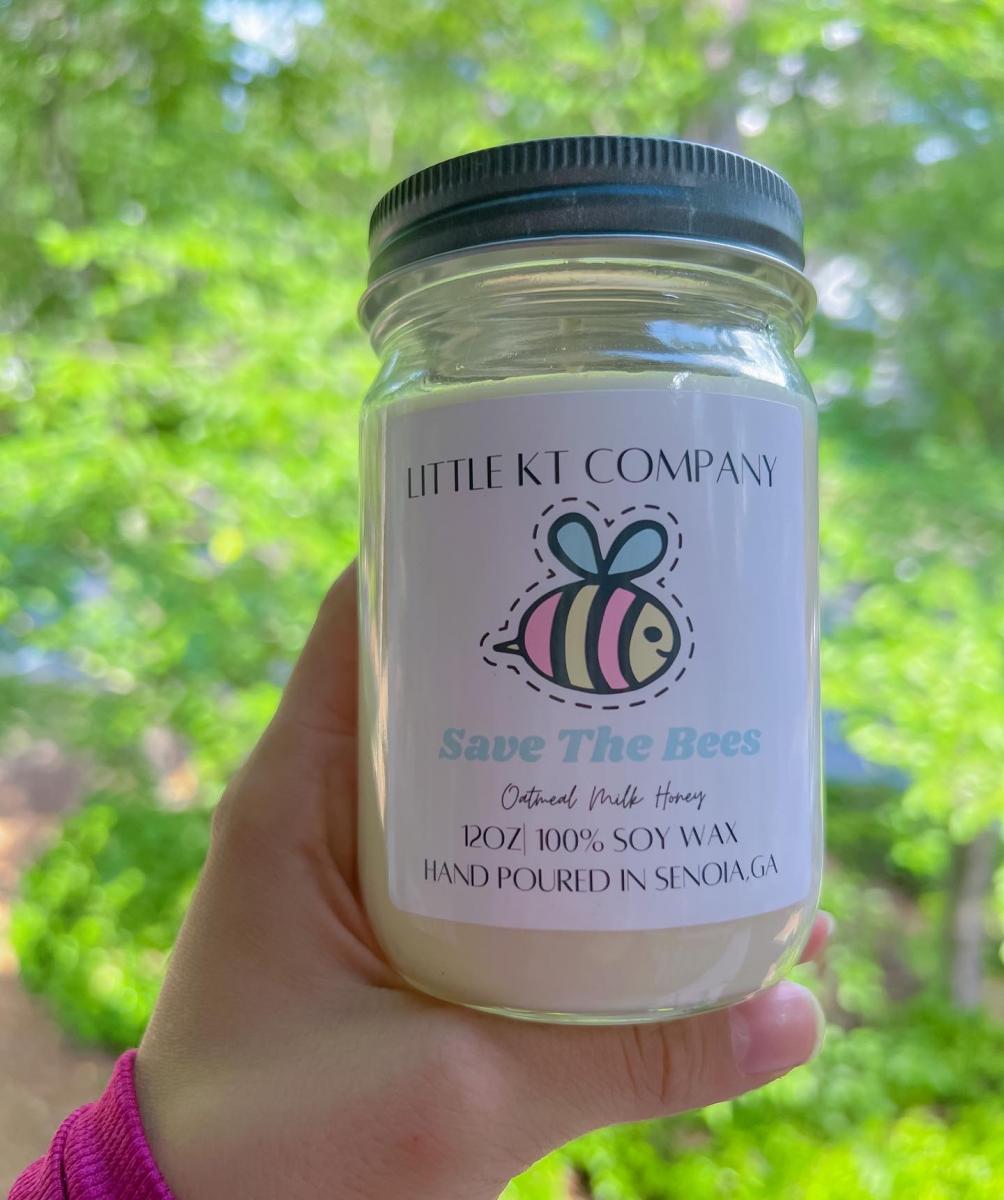 LITTLE KT COMPANY
Save The Bees
Oatmeal Milk Honey
12OZ| 100% SOY WAX
HAND POURED IN SENOIA,GA